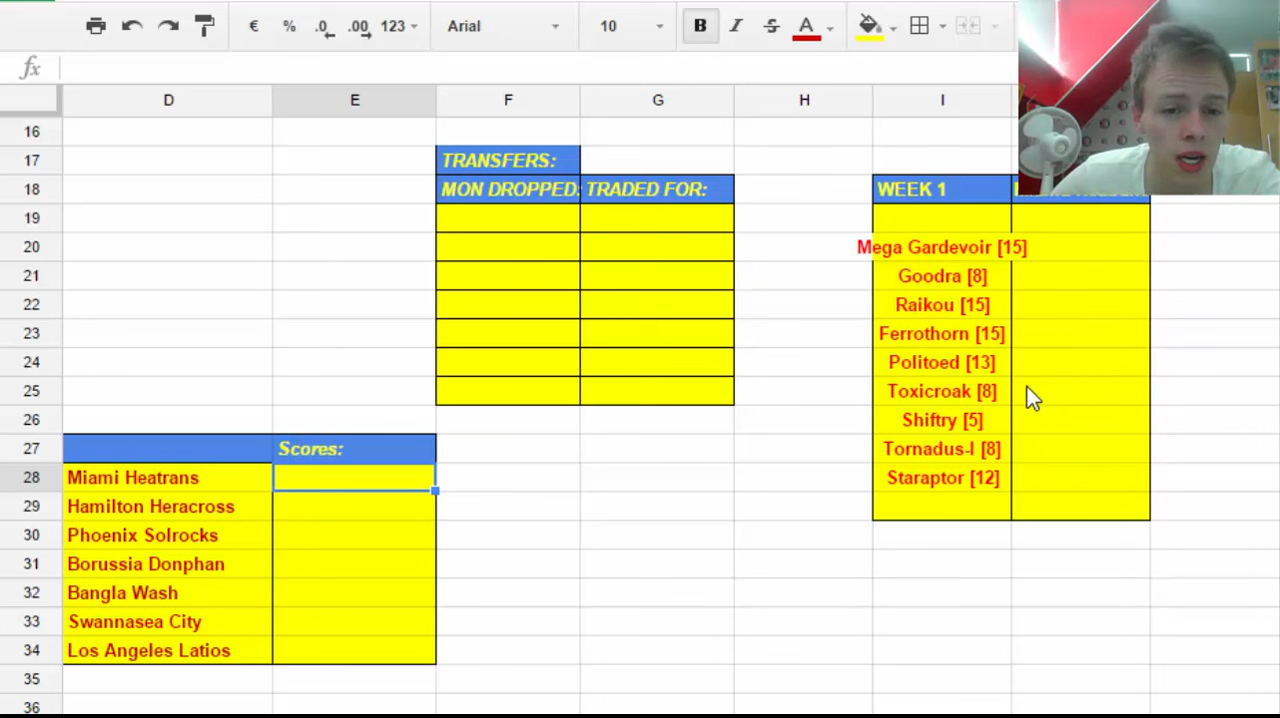 € % .0 .00 123 Arial 10 B I S A
fx
D E F G H I
16
17 TRANSFERS:
18 MON DROPPED: TRADED FOR: WEEK 1
19
20 Mega Gardevoir [15]
21 Goodra [8]
22 Raikou [15]
23 Ferrothorn [15]
24 Politoed [13]
25 Toxicroak [8]
26 Shiftry [5]
27 Scores: Tornadus-I [8]
28 Miami Heatrans Staraptor [12]
29 Hamilton Heracross
30 Phoenix Solrocks
31 Borussia Donphan
32 Bangla Wash
33 Swannasea City
34 Los Angeles Latios
35
36